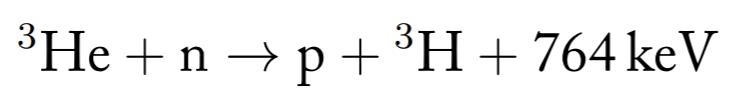 ³He + n → p + ³H + 764 keV